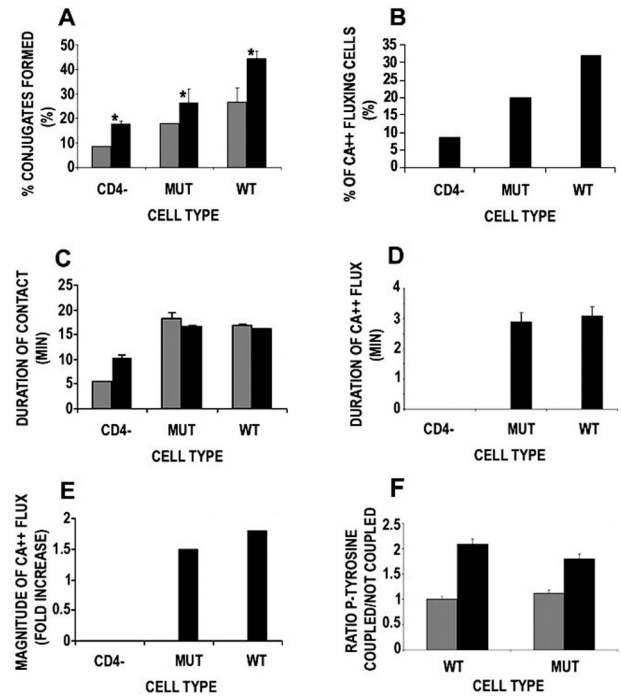 A
% CONJUGATES FORMED
(%)
50
40
30
20
10
0
*
*
*
CD4-
MUT
WT
CELL TYPE
B
% OF CA++ FLUXING CELLS
(%)
35
30
25
20
15
10
5
0
CD4-
MUT
WT
CELL TYPE
C
DURATION OF CONTACT
(MIN)
25
20
15
10
5
0
CD4-
MUT
WT
CELL TYPE
D
DURATION OF CA++ FLUX
(MIN)
4
3
2
1
0
CD4-
MUT
WT
CELL TYPE
E
MAGNITUDE OF CA++ FLUX
(FOLD INCREASE)
2
1.5
1
0.5
0
CD4-
MUT
WT
CELL TYPE
F
RATIO P-TYROSINE
COUPLED/NOT COUPLED
2.5
2
1.5
1
0.5
0
WT
MUT
CELL TYPE